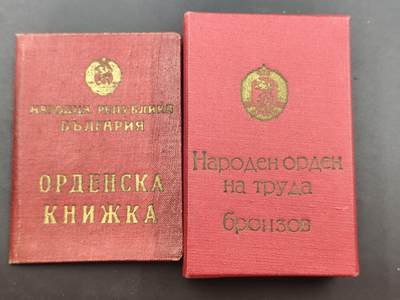 НАРОДНА РЕПУБЛИКА
БЪЛГАРИЯ
ОРДЕНСКА
КНИЖКА
Народен орден
на труда
бронзов